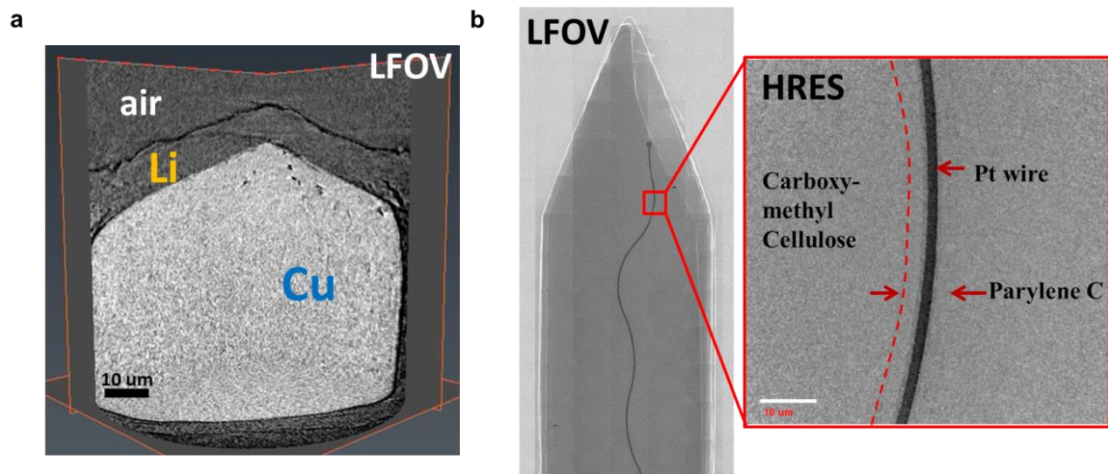 a
LFOV
air
Li
Cu
10 um
b
LFOV
HRES
Carboxy-
methyl
Cellulose
Pt wire
Parylene C
10 um